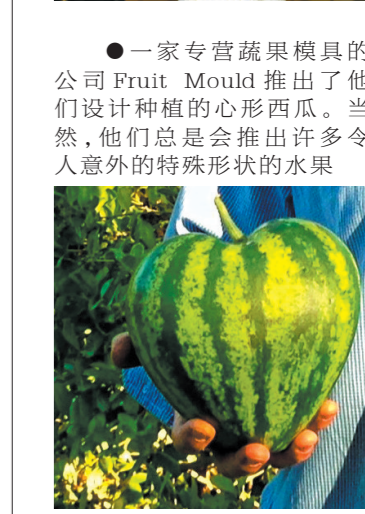 ●一家专营蔬果模具的
公司 Fruit Mould 推出了他
们设计种植的心形西瓜。当
然，他们总是会推出许多令
人意外的特殊形状的水果